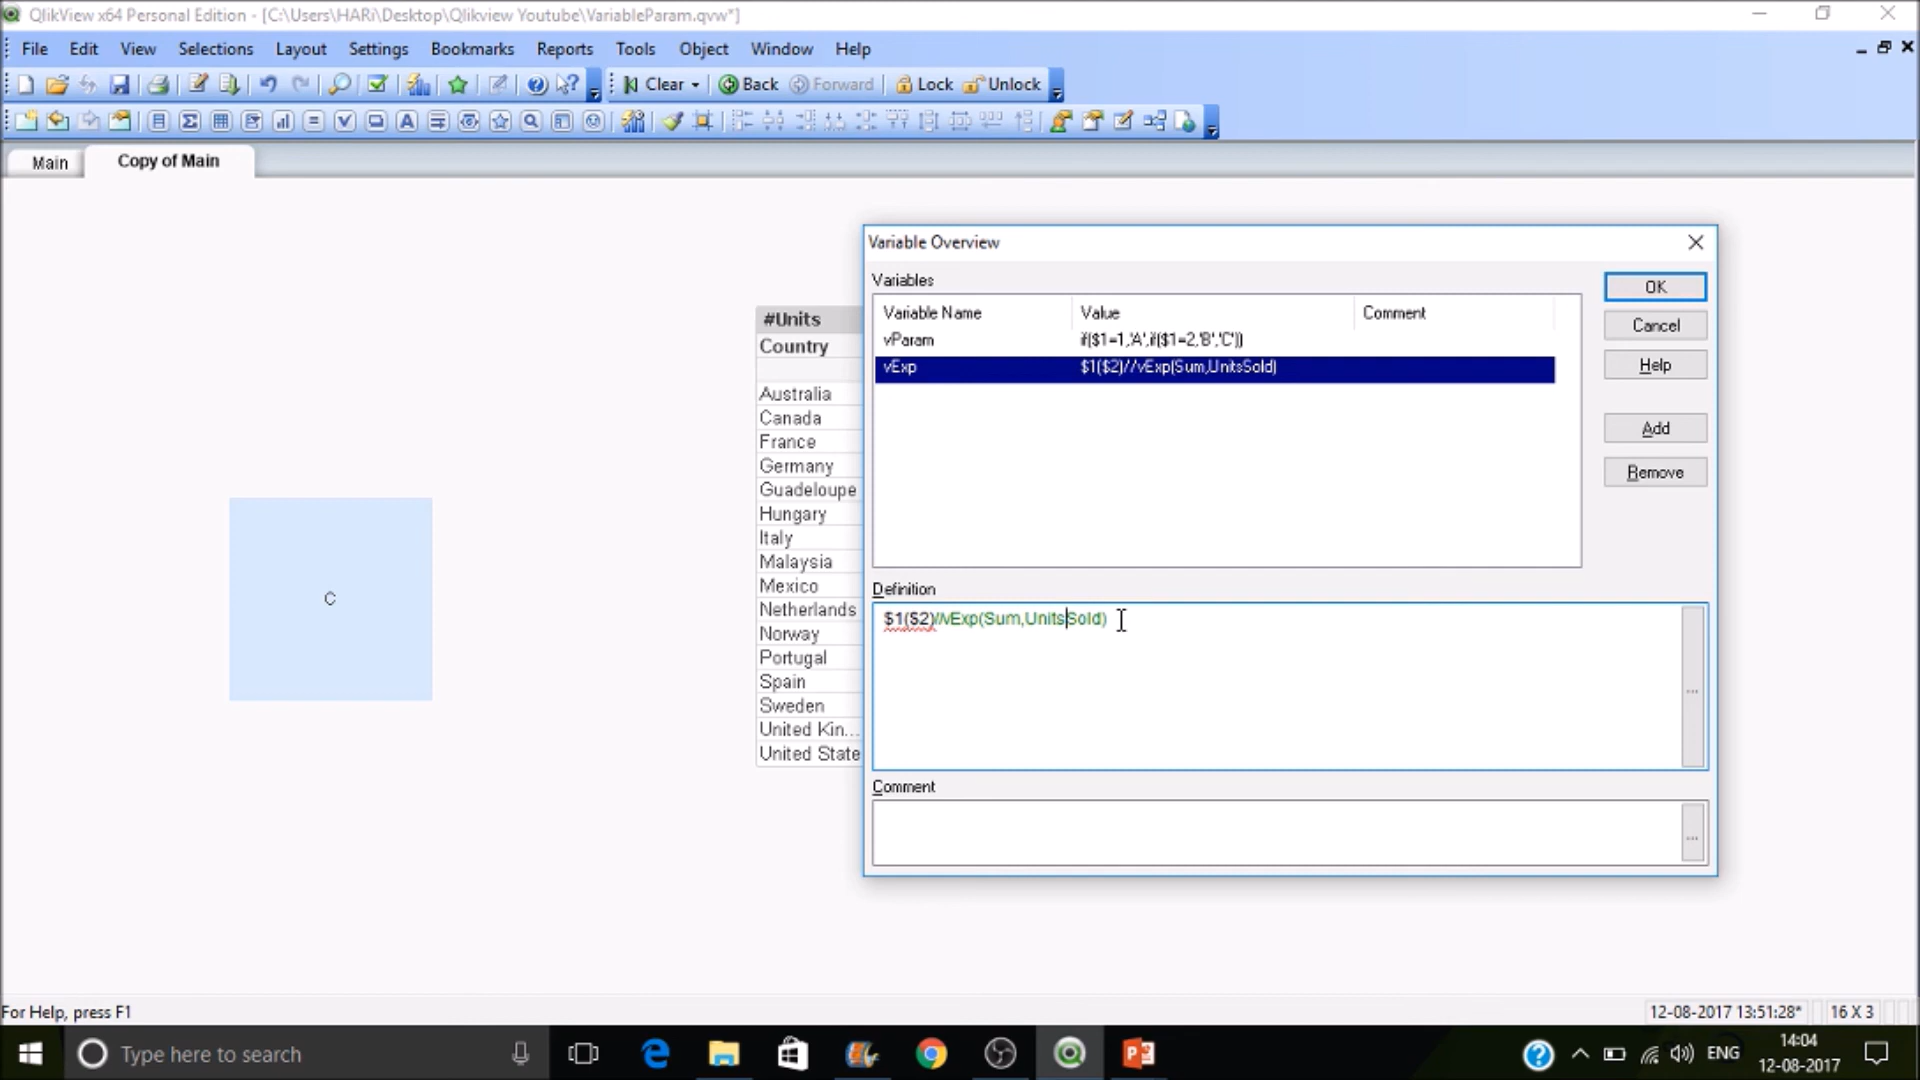 QlikView x64 Personal Edition - [C:\Users\HARi\Desktop\Qlikview Youtube\VariableParam.qvw*]
File Edit View Selections Layout Settings Bookmarks Reports Tools Object Window Help
Clear Back Forward Lock Unlock
Main Copy of Main
#Units
Country
Australia
Canada
France
Germany
Guadeloupe
Hungary
Italy
Malaysia
Mexico
Netherlands
Norway
Portugal
Spain
Sweden
United Kin...
United State
C
Variable Overview
Variables
Variable Name Value Comment
vParam if($1=1,'A',if($1=2,'B','C'))
vExp $1($2)//vExp(Sum,UnitsSold)
OK
Cancel
Help
Add
Remove
Definition
$1($2)//vExp(Sum,UnitsSold)
...
Comment
...
For Help, press F1
12-08-2017 13:51:28* 16 X 3
Type here to search
ENG
14:04
12-08-2017